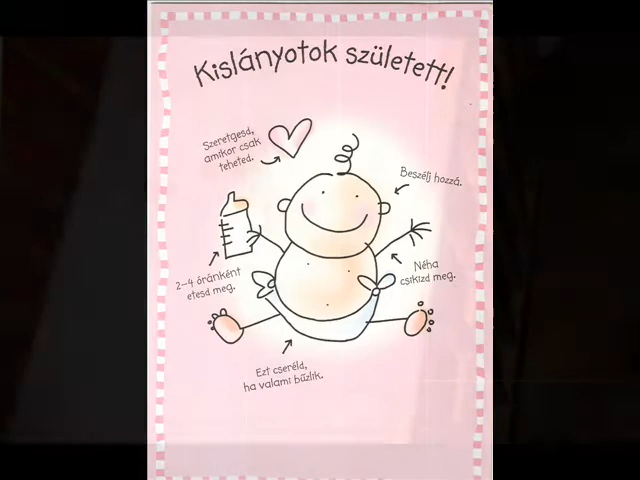 Kislányotok született!
Szeretgesd,
amikor csak
teheted.
Beszélj hozzá.
2-4 óránként
etesd meg.
Néha
csikizd meg.
Ezt cseréld,
ha valami bűzlik.